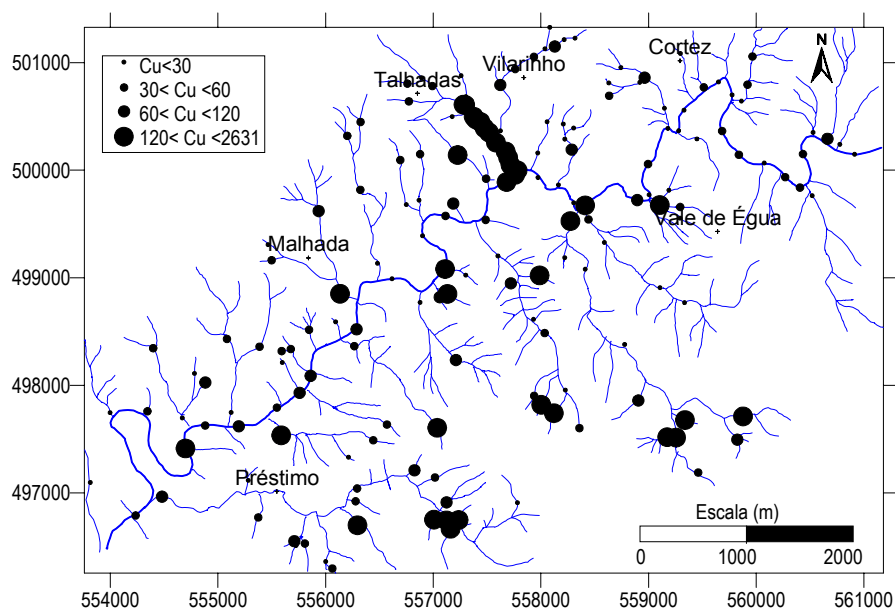 501000
500000
499000
498000
497000
Cu<30
30< Cu <60
60< Cu <120
120< Cu <2631
Talhadas
Vilarinho
Cortez
N
Vale de Égua
Malhada
Préstimo
Escala (m)
0 1000 2000
554000 555000 556000 557000 558000 559000 560000 561000